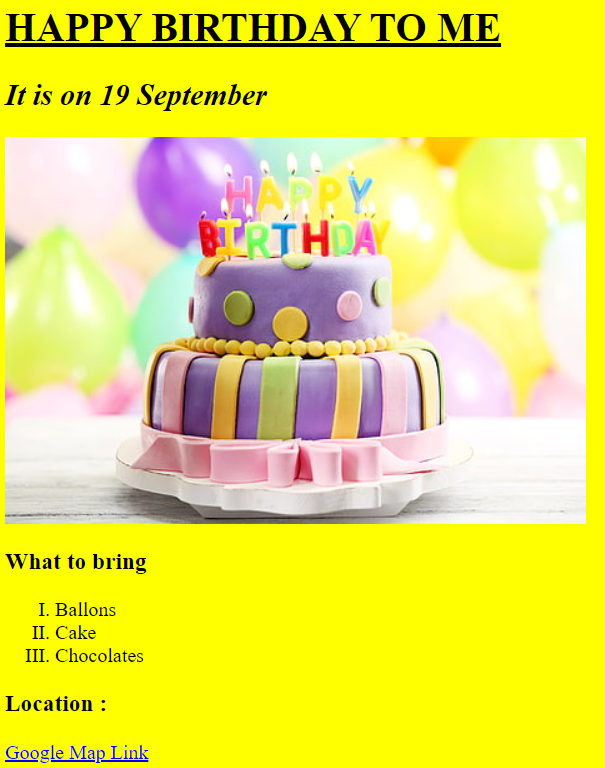 HAPPY BIRTHDAY TO ME
It is on 19 September
HAPPY
BIRTHDAY
What to bring
I. Ballons
II. Cake
III. Chocolates
Location :
Google Map Link